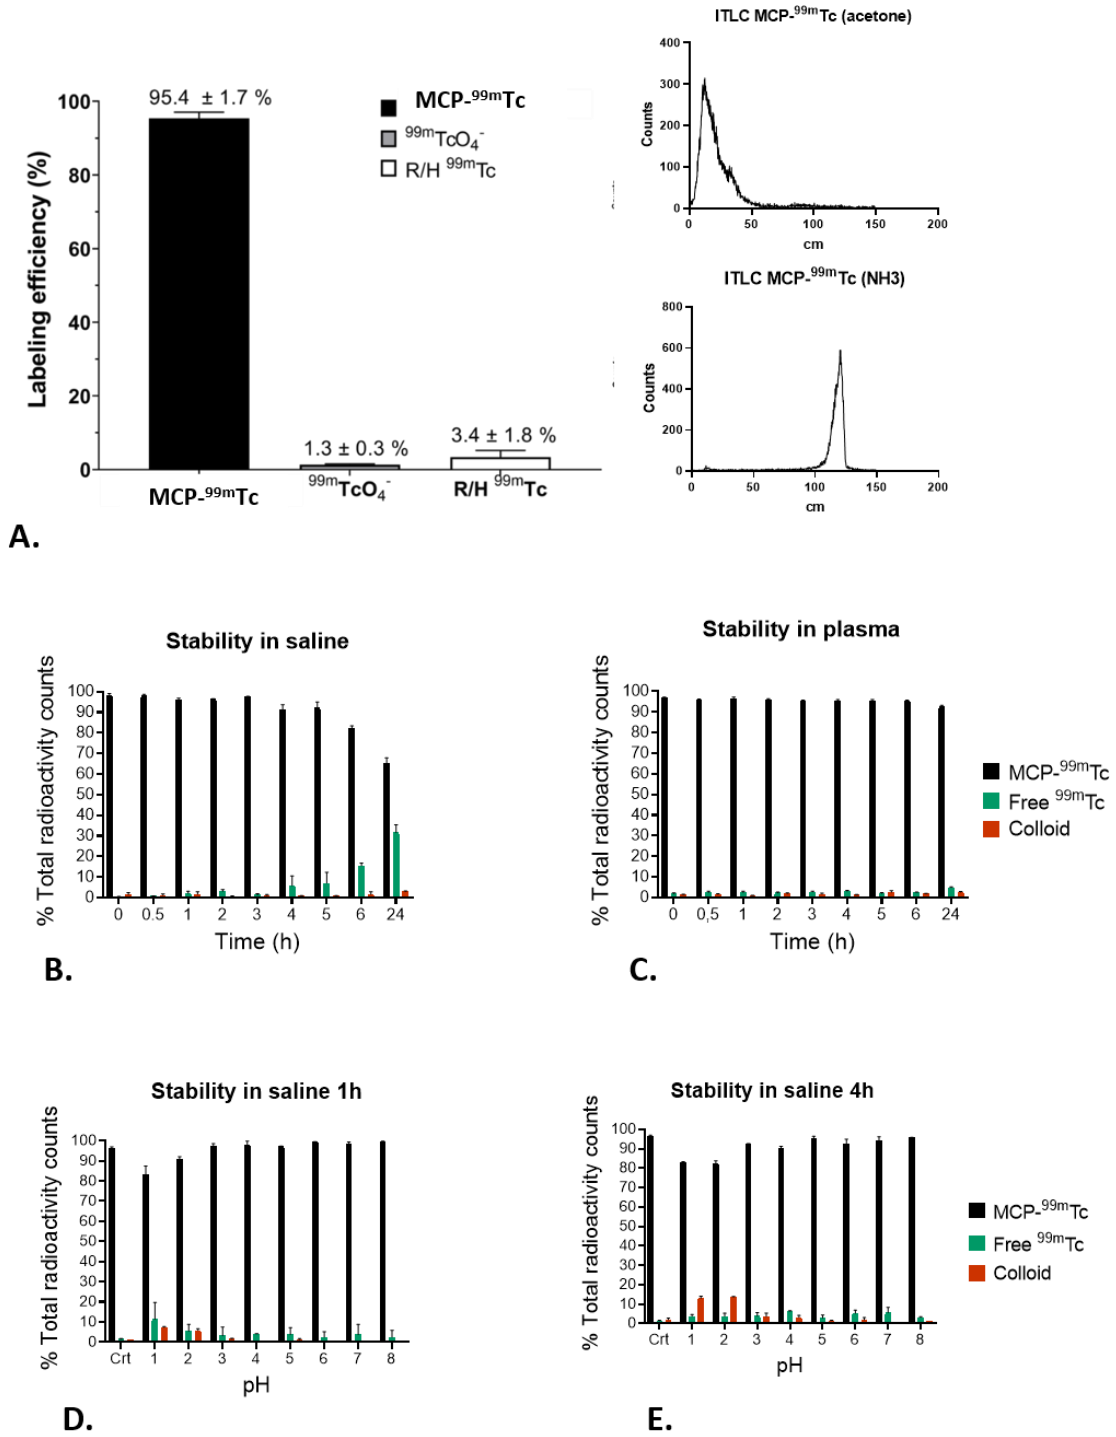 95.4 ± 1.7 %
MCP-99mTc
99mTcO4-
R/H 99mTc
Labeling efficiency (%)
100
80
60
40
20
0
1.3 ± 0.3 %
3.4 ± 1.8 %
MCP-99mTc
99mTcO4-
R/H 99mTc
A.
ITLC MCP-99mTc (acetone)
Counts
400
300
200
100
0
0 50 100 150 200
cm
ITLC MCP-99mTc (NH3)
Counts
800
600
400
200
0
0 50 100 150 200
cm
Stability in saline
% Total radioactivity counts
100
90
80
70
60
50
40
30
20
10
0
0 0.5 1 2 3 4 5 6 24
Time (h)
B.
Stability in plasma
% Total radioactivity counts
100
90
80
70
60
50
40
30
20
10
0
0 0,5 1 2 3 4 5 6 24
Time (h)
MCP-99mTc
Free 99mTc
Colloid
C.
Stability in saline 1h
% Total radioactivity counts
100
90
80
70
60
50
40
30
20
10
0
Crt 1 2 3 4 5 6 7 8
pH
D.
Stability in saline 4h
% Total radioactivity counts
100
90
80
70
60
50
40
30
20
10
0
Crt 1 2 3 4 5 6 7 8
pH
MCP-99mTc
Free 99mTc
Colloid
E.